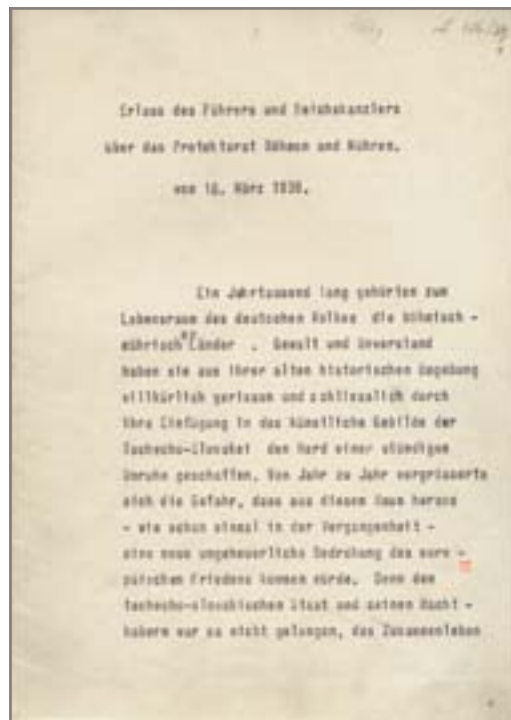 Erlass des Führers und Reichskanzlers
über das Protektorat Böhmen und Mähren.
vom 16. März 1939.
Ein Jahrtausend lang gehörten zum
Lebensraum des deutschen Volkes die böhmisch -
mährischen Länder . Gewalt und Unverstand
haben sie aus ihrer alten historischen Umgebung
willkürlich gerissen und schliesslich durch
ihre Einfügung in das künstliche Gebilde der
Tschecho-Slovakei den Herd einer ständigen
Unruhe geschaffen. Von Jahr zu Jahr vergrösserte
sich die Gefahr, dass aus diesem Raum heraus
- wie schon einmal in der Vergangenheit -
eine neue ungeheuerliche Bedrohung des euro -
päischen Friedens kommen würde. Denn dem
tschecho-slovakischen Staat und seinen Macht -
habern war es nicht gelungen, das Zusammenleben